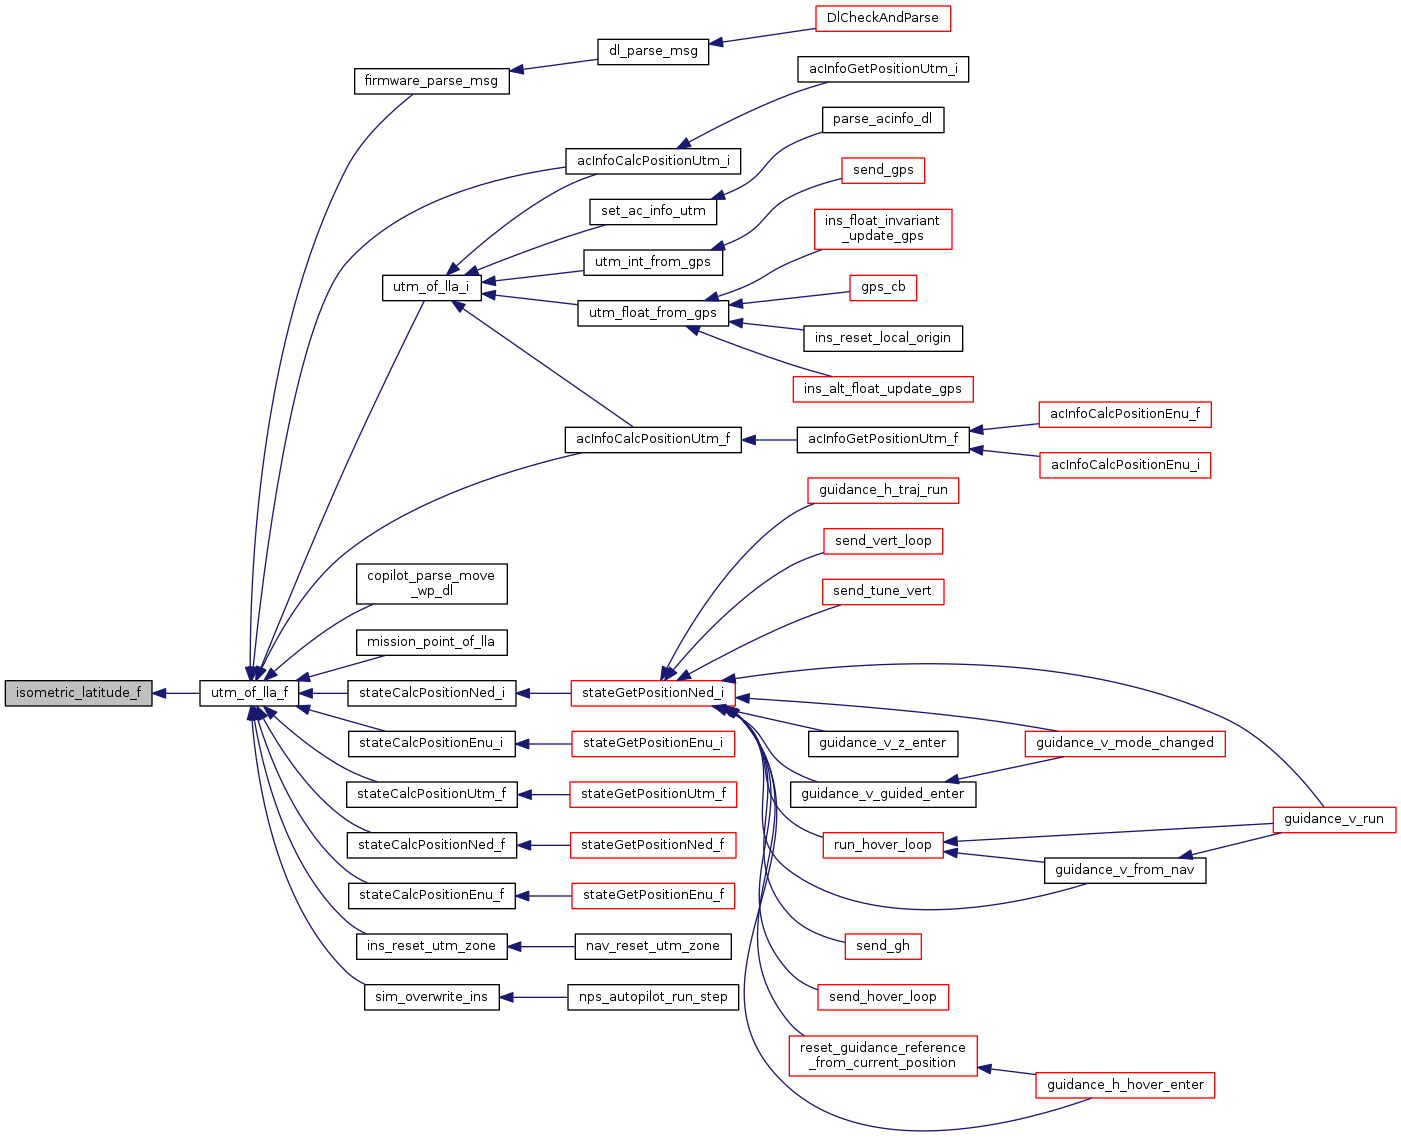 DlCheckAndParse
dl_parse_msg
firmware_parse_msg
acInfoGetPositionUtm_i
parse_acinfo_dl
acInfoCalcPositionUtm_i
send_gps
set_ac_info_utm
ins_float_invariant
_update_gps
utm_int_from_gps
utm_of_lla_i
gps_cb
utm_float_from_gps
ins_reset_local_origin
ins_alt_float_update_gps
acInfoCalcPositionEnu_f
acInfoCalcPositionUtm_f
acInfoGetPositionUtm_f
acInfoCalcPositionEnu_i
guidance_h_traj_run
send_vert_loop
copilot_parse_move
_wp_dl
send_tune_vert
mission_point_of_lla
isometric_latitude_f
utm_of_lla_f
stateCalcPositionNed_i
stateGetPositionNed_i
stateCalcPositionEnu_i
stateGetPositionEnu_i
guidance_v_z_enter
guidance_v_mode_changed
stateCalcPositionUtm_f
stateGetPositionUtm_f
guidance_v_guided_enter
guidance_v_run
stateCalcPositionNed_f
stateGetPositionNed_f
run_hover_loop
guidance_v_from_nav
stateCalcPositionEnu_f
stateGetPositionEnu_f
ins_reset_utm_zone
nav_reset_utm_zone
send_gh
sim_overwrite_ins
nps_autopilot_run_step
send_hover_loop
reset_guidance_reference
_from_current_position
guidance_h_hover_enter